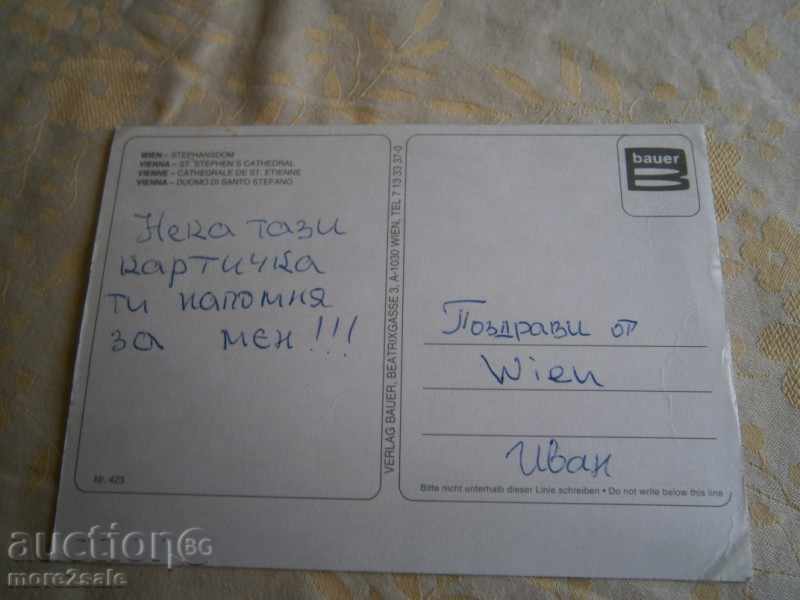 WIEN – STEPHANSDOM
VIENNA – ST. STEPHEN'S CATHEDRAL
VIENNE – CATHEDRALE DE ST. ETIENNE
VIENNA – DUOMO DI SANTO STEFANO
Нека тази
картичка
ти напомня
за мен!!!
Nr. 423
VERLAG BAUER, BEATRIXGASSE 3, A-1030 WIEN, TEL 7 13 33 37-0
bauer
Поздрави от
Wien
Иван
Bitte nicht unterhalb dieser Linie schreiben • Do not write below this line
auction BG
more2sale